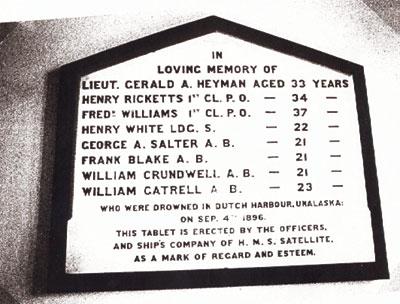 IN
LOVING MEMORY OF
LIEUT. GERALD A. HEYMAN AGED 33 YEARS
HENRY RICKETTS 1ST CL. P.O. — 34 —
FREDK WILLIAMS 1ST CL. P.O. — 37 —
HENRY WHITE LDG. S. — 22 —
GEORGE A. SALTER A. B. — 21 —
FRANK BLAKE A. B. — 21 —
WILLIAM CRUNDWELL A. B. — 21 —
WILLIAM GATRELL A B. — 23 —
WHO WERE DROWNED IN DUTCH HARBOUR, UNALASKA:
ON SEP. 4TH 1896.
THIS TABLET IS ERECTED BY THE OFFICERS,
AND SHIP'S COMPANY OF H. M. S. SATELLITE,
AS A MARK OF REGARD AND ESTEEM.